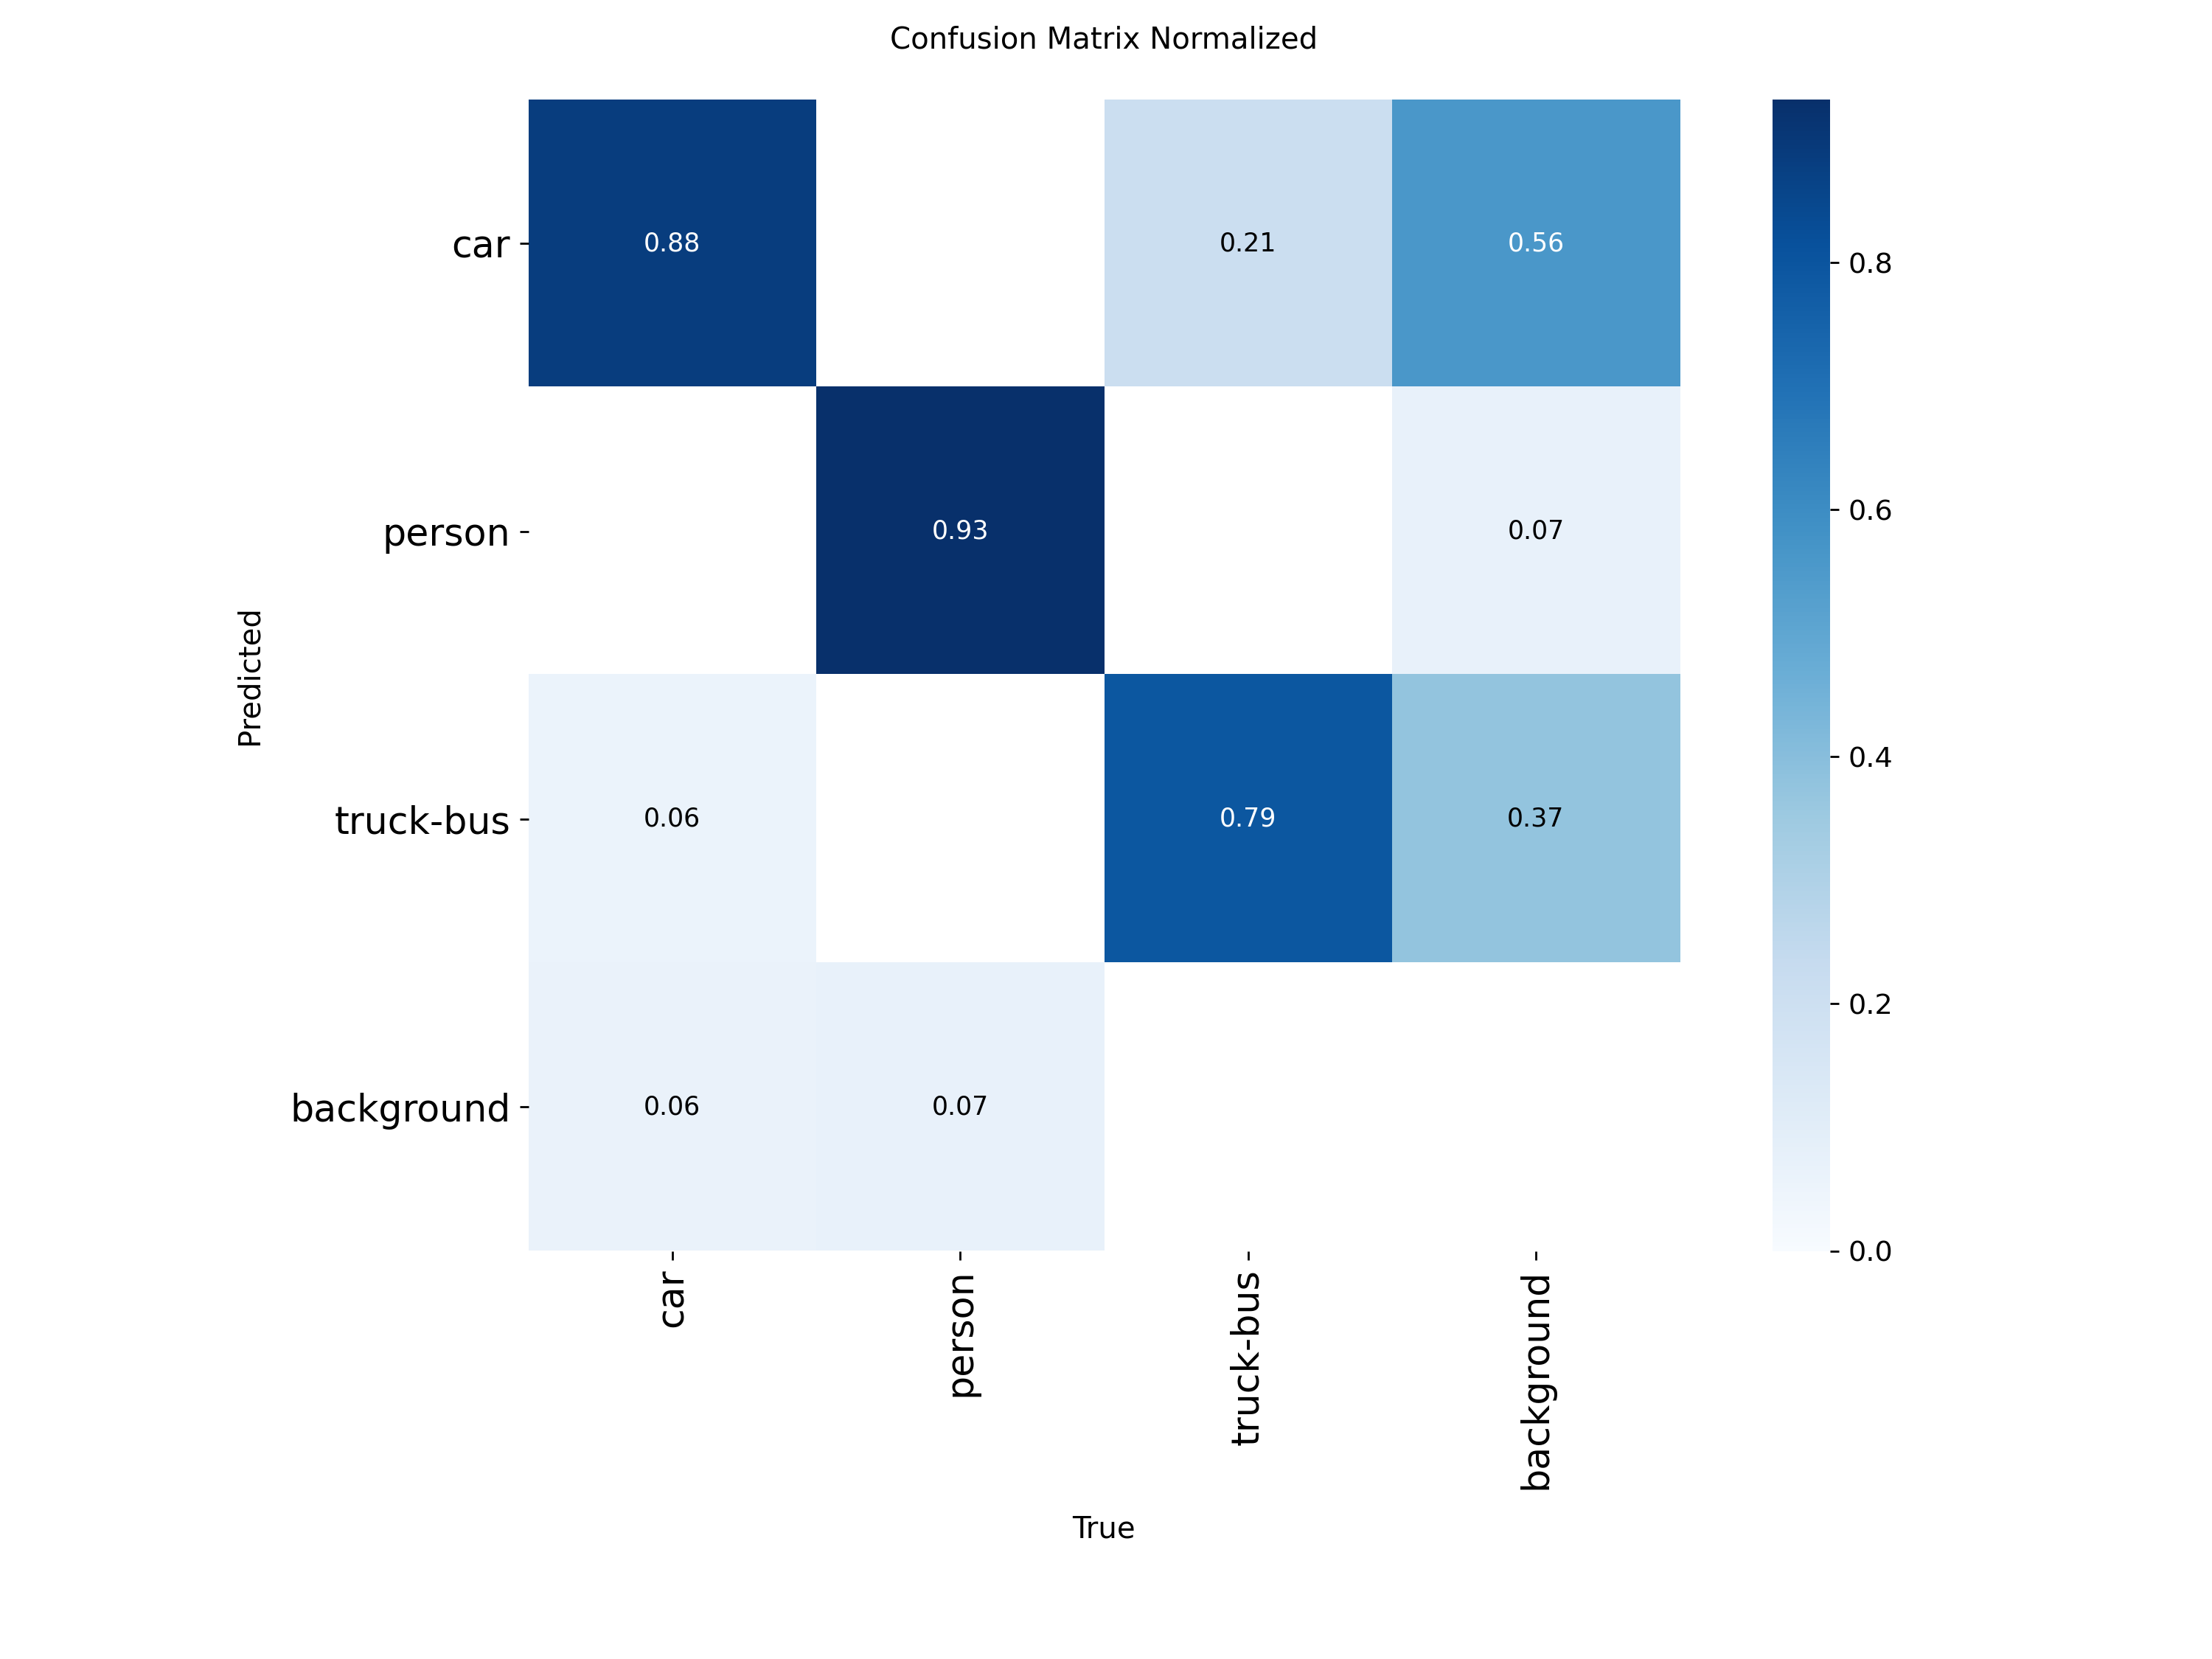 Confusion Matrix Normalized
car
0.88
0.21
0.56
0.8
person
0.93
0.07
0.6
Predicted
truck-bus
0.06
0.79
0.37
0.4
background
0.06
0.07
0.2
0.0
car
person
truck-bus
background
True